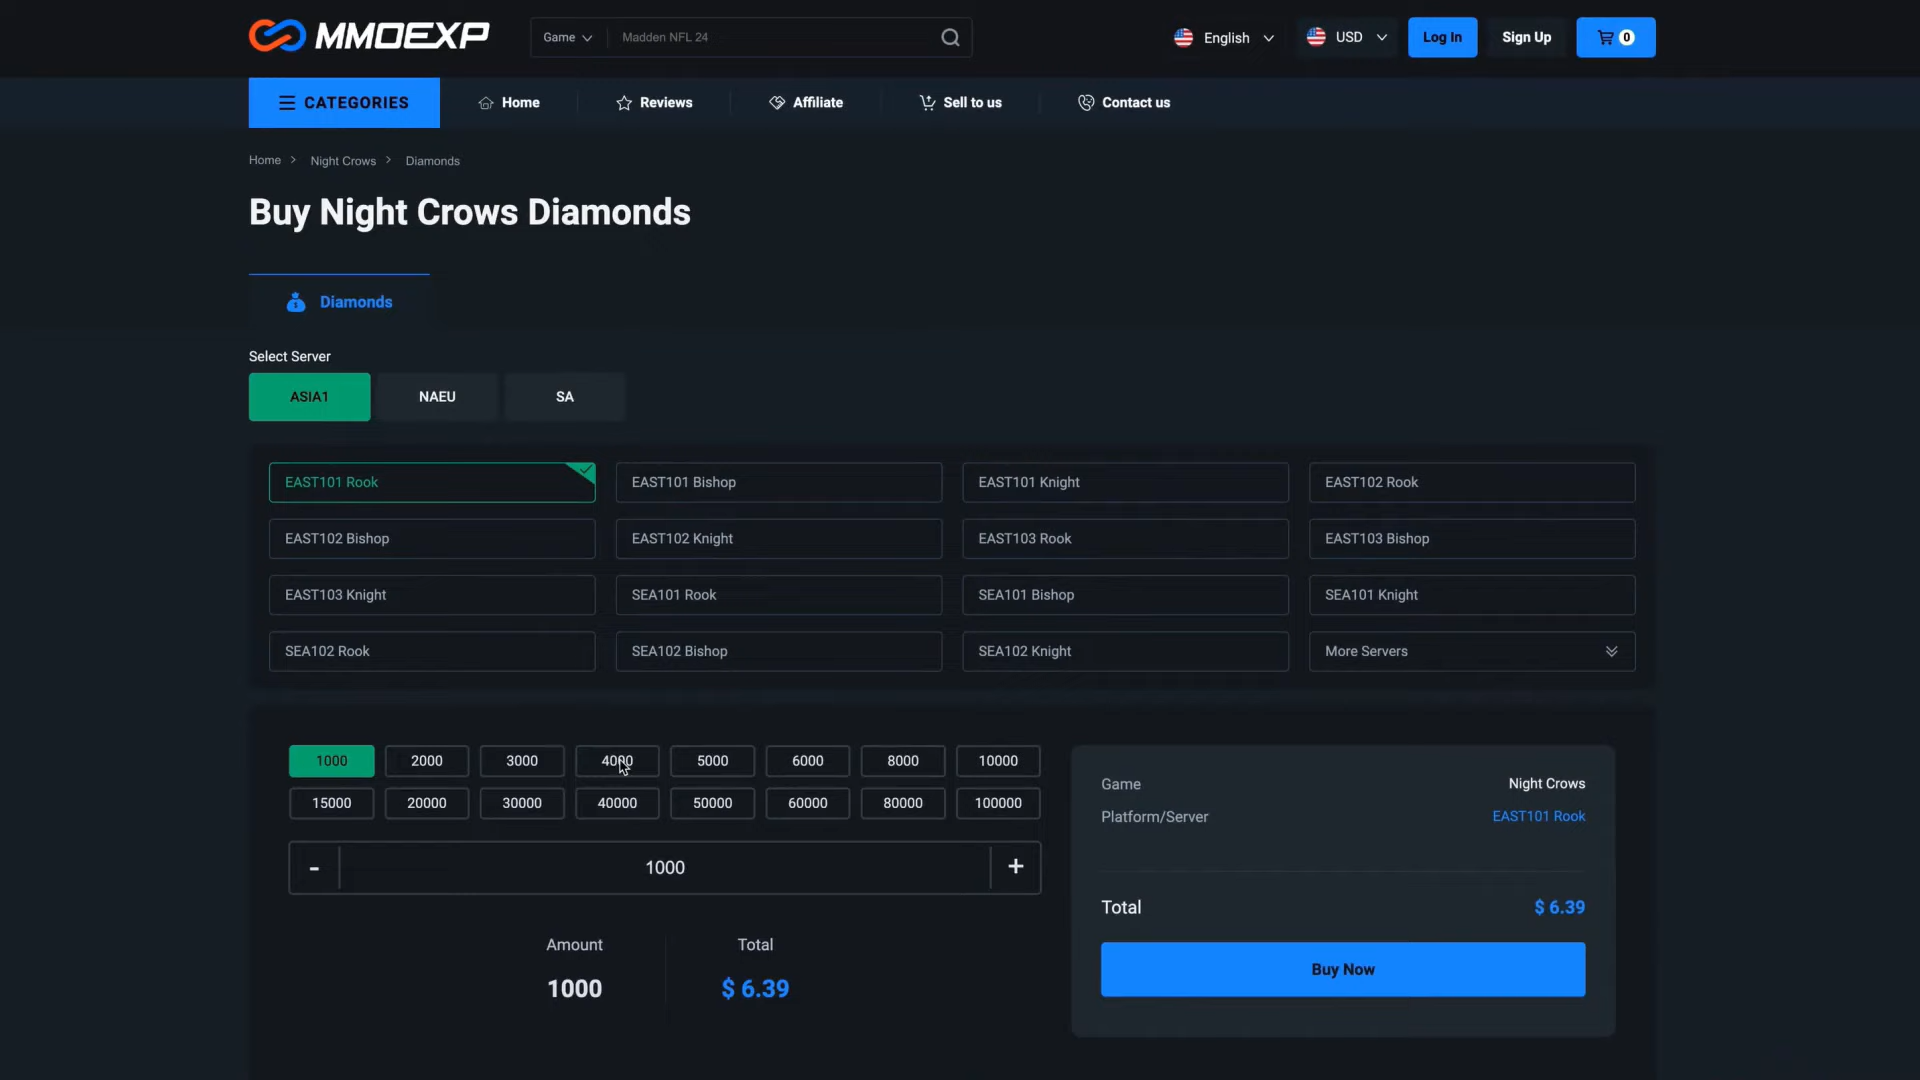 MMOEXP
Game
Madden NFL 24
English
USD
Log In
Sign Up
0
CATEGORIES
Home
Reviews
Affiliate
Sell to us
Contact us
Home > Night Crows > Diamonds
Buy Night Crows Diamonds
Diamonds
Select Server
ASIA1
NAEU
SA
EAST101 Rook
EAST101 Bishop
EAST101 Knight
EAST102 Rook
EAST102 Bishop
EAST102 Knight
EAST103 Rook
EAST103 Bishop
EAST103 Knight
SEA101 Rook
SEA101 Bishop
SEA101 Knight
SEA102 Rook
SEA102 Bishop
SEA102 Knight
More Servers
1000
2000
3000
4000
5000
6000
8000
10000
15000
20000
30000
40000
50000
60000
80000
100000
- 1000 +
Amount
Total
1000
$ 6.39
Game
Night Crows
Platform/Server
EAST101 Rook
Total
$ 6.39
Buy Now